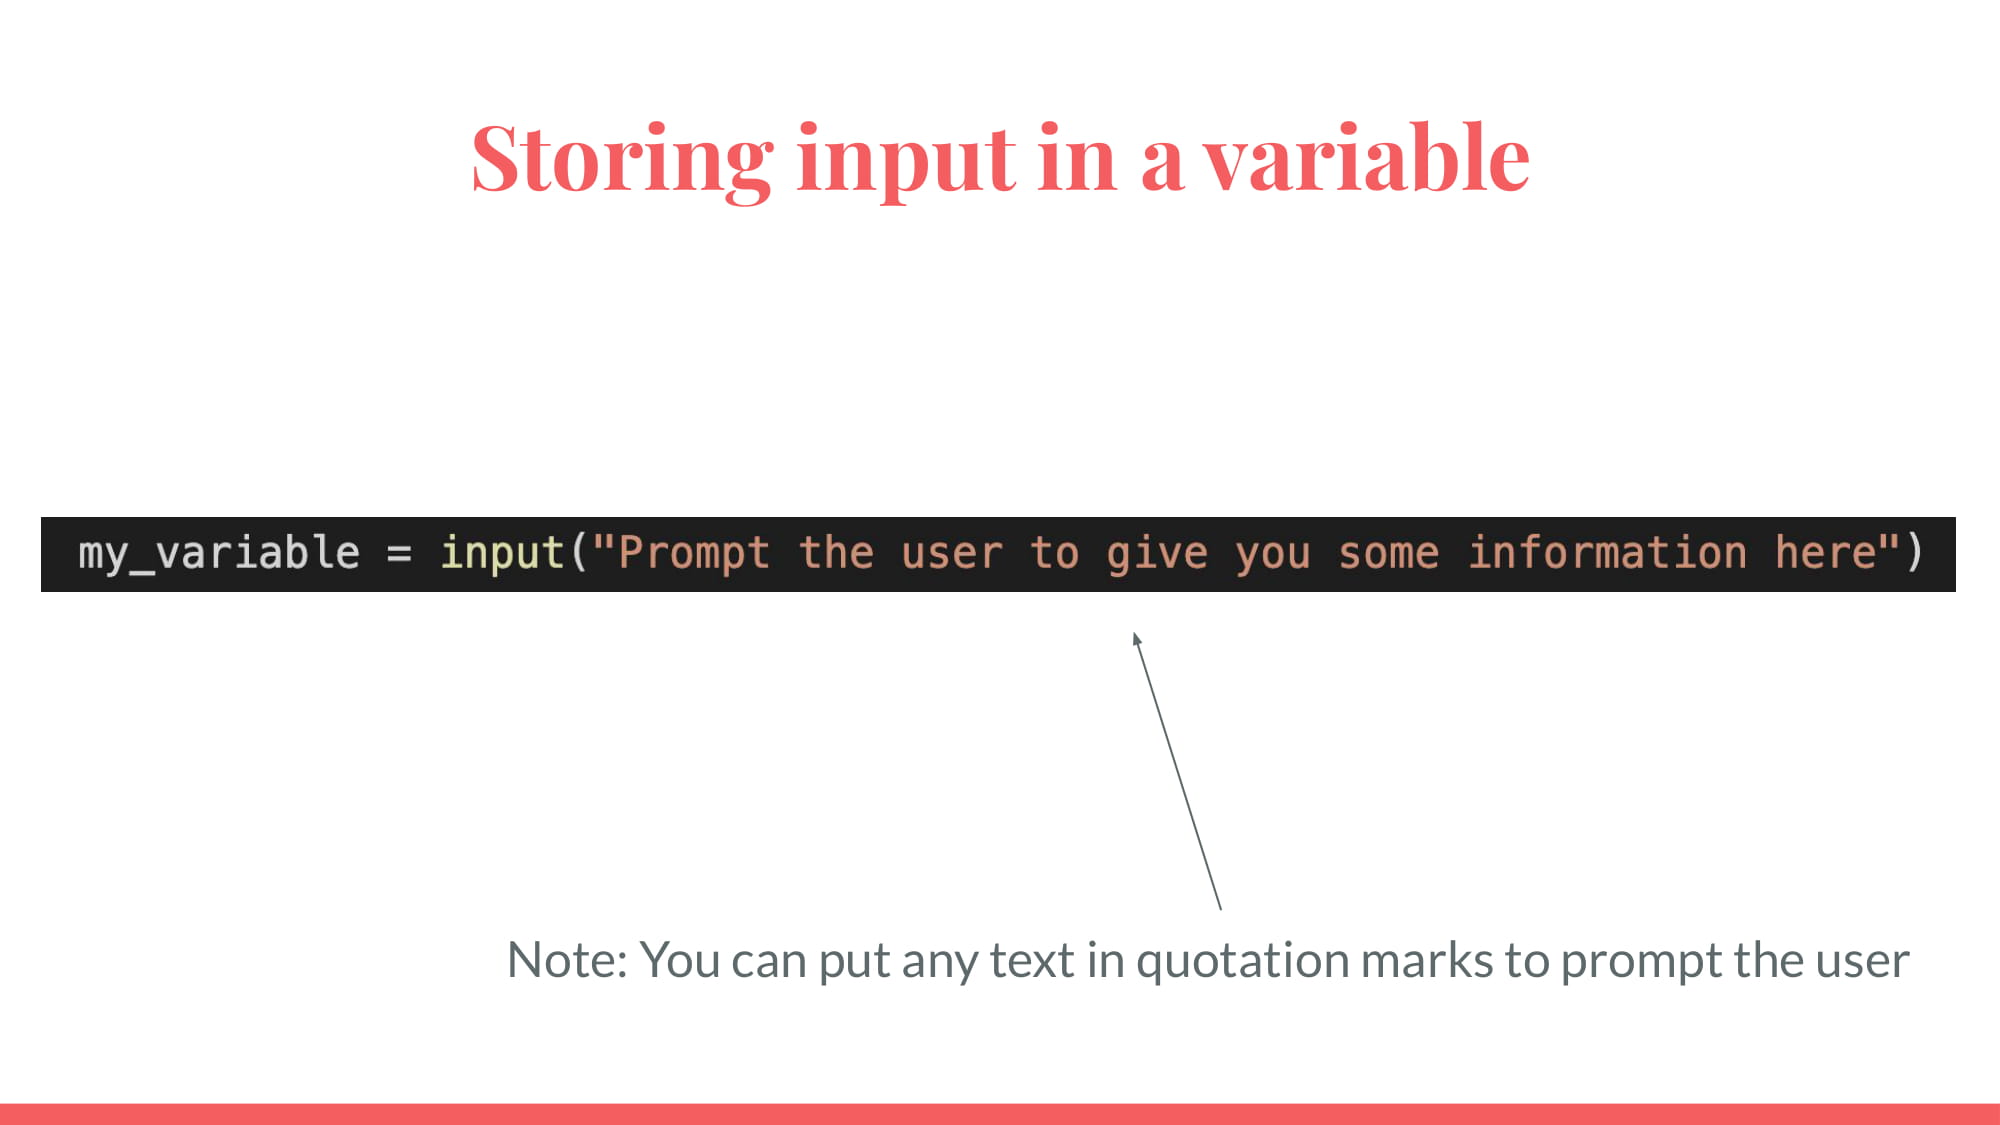 Storing input in a variable
my_variable = input("Prompt the user to give you some information here")
Note: You can put any text in quotation marks to prompt the user